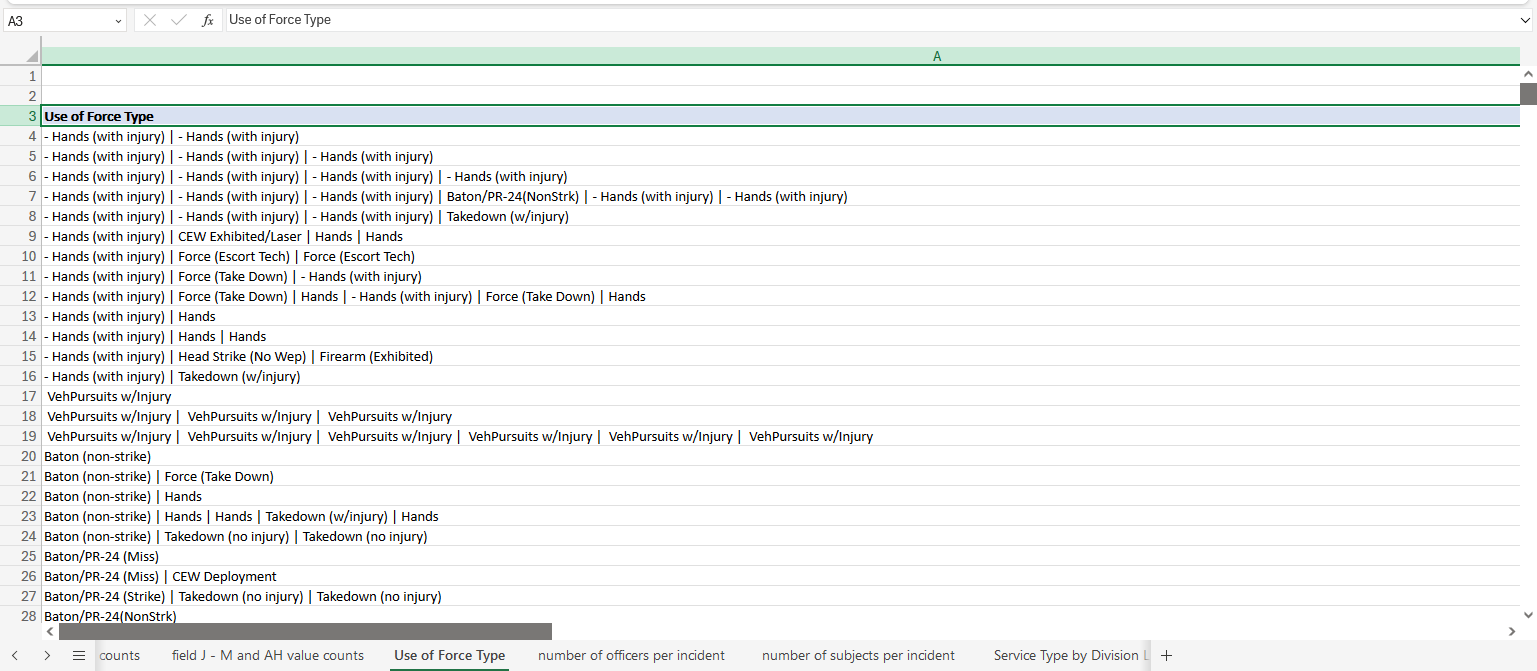 A3 fx Use of Force Type
A
1
2
3 Use of Force Type
4 - Hands (with injury) | - Hands (with injury)
5 - Hands (with injury) | - Hands (with injury) | - Hands (with injury)
6 - Hands (with injury) | - Hands (with injury) | - Hands (with injury) | - Hands (with injury)
7 - Hands (with injury) | - Hands (with injury) | - Hands (with injury) | Baton/PR-24(NonStrk) | - Hands (with injury) | - Hands (with injury)
8 - Hands (with injury) | - Hands (with injury) | - Hands (with injury) | Takedown (w/injury)
9 - Hands (with injury) | CEW Exhibited/Laser | Hands | Hands
10 - Hands (with injury) | Force (Escort Tech) | Force (Escort Tech)
11 - Hands (with injury) | Force (Take Down) | - Hands (with injury)
12 - Hands (with injury) | Force (Take Down) | Hands | - Hands (with injury) | Force (Take Down) | Hands
13 - Hands (with injury) | Hands
14 - Hands (with injury) | Hands | Hands
15 - Hands (with injury) | Head Strike (No Wep) | Firearm (Exhibited)
16 - Hands (with injury) | Takedown (w/injury)
17 VehPursuits w/Injury
18 VehPursuits w/Injury | VehPursuits w/Injury | VehPursuits w/Injury
19 VehPursuits w/Injury | VehPursuits w/Injury | VehPursuits w/Injury | VehPursuits w/Injury | VehPursuits w/Injury | VehPursuits w/Injury
20 Baton (non-strike)
21 Baton (non-strike) | Force (Take Down)
22 Baton (non-strike) | Hands
23 Baton (non-strike) | Hands | Hands | Takedown (w/injury) | Hands
24 Baton (non-strike) | Takedown (no injury) | Takedown (no injury)
25 Baton/PR-24 (Miss)
26 Baton/PR-24 (Miss) | CEW Deployment
27 Baton/PR-24 (Strike) | Takedown (no injury) | Takedown (no injury)
28 Baton/PR-24(NonStrk)
counts field J - M and AH value counts Use of Force Type number of officers per incident number of subjects per incident Service Type by Division